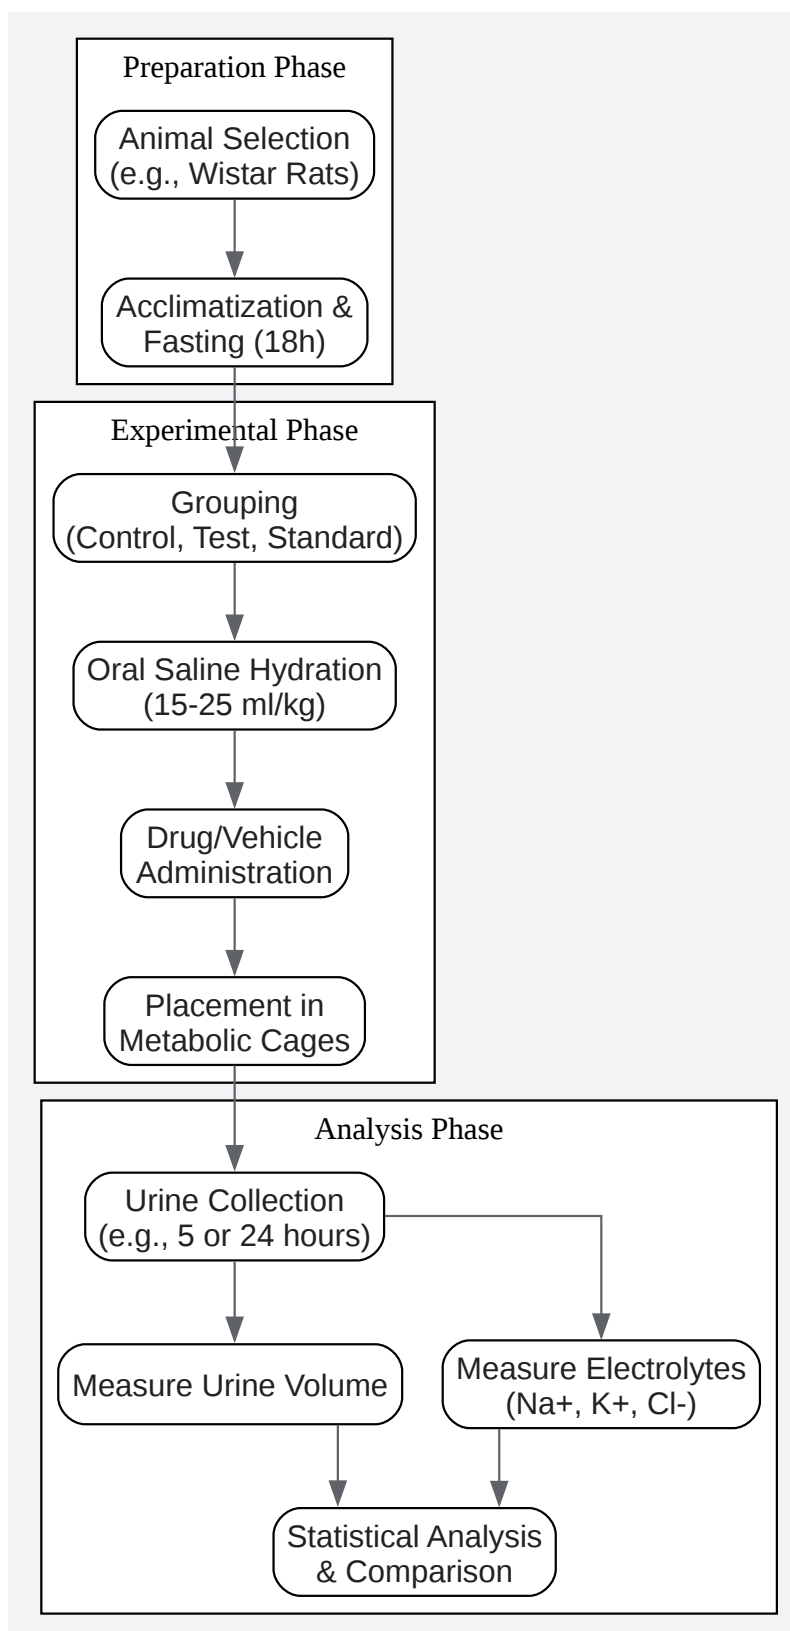 Preparation Phase
Animal Selection
(e.g., Wistar Rats)
Acclimatization &
Fasting (18h)
Experimental Phase
Grouping
(Control, Test, Standard)
Oral Saline Hydration
(15-25 ml/kg)
Drug/Vehicle
Administration
Placement in
Metabolic Cages
Analysis Phase
Urine Collection
(e.g., 5 or 24 hours)
Measure Urine Volume
Measure Electrolytes
(Na+, K+, Cl-)
Statistical Analysis
& Comparison